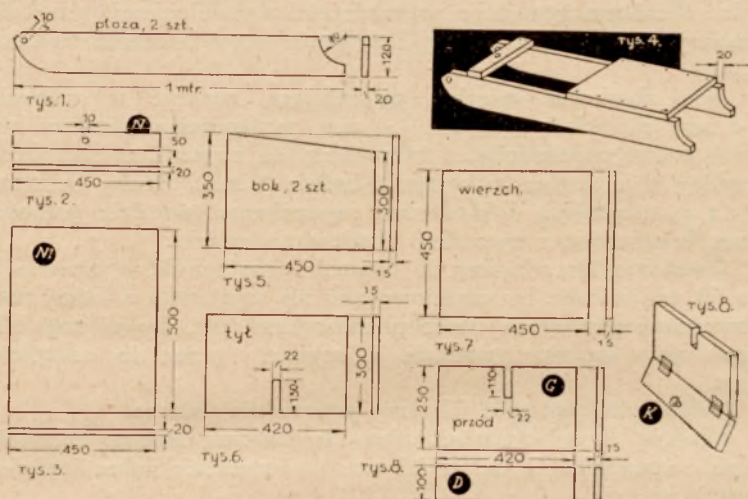 10
płoza, 2 szt.
120
1 mtr.
20
rys.1.
rys.4.
20
10
N
50
20
450
rys.2.
350
bok, 2 szt.
300
450
15
rys.5.
wierzch.
450
450
15
rys.7.
N1
500
450
20
rys.3.
tył
15
22
130
300
420
rys.6.
110
G
22
250
przód
420
15
rys.8.
D
100
rys.8.
K